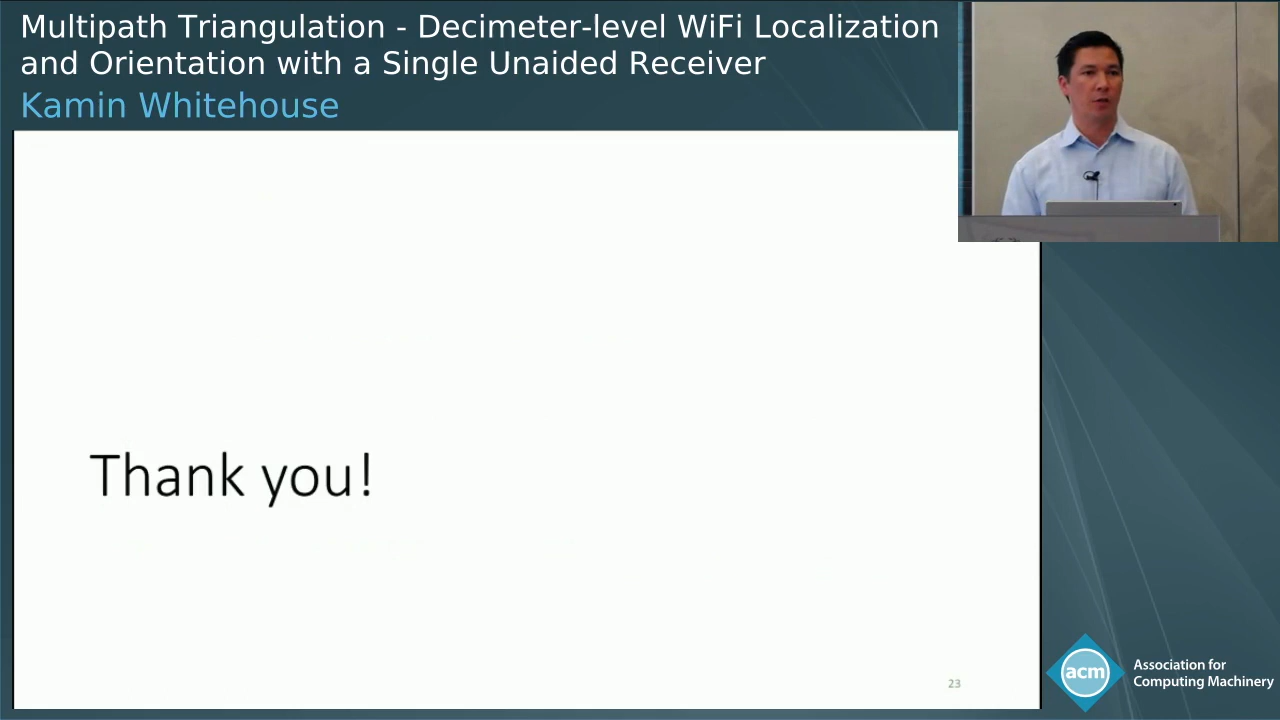 Multipath Triangulation - Decimeter-level WiFi Localization
and Orientation with a Single Unaided Receiver
Kamin Whitehouse
Thank you!
23
acm
Association for
Computing Machinery